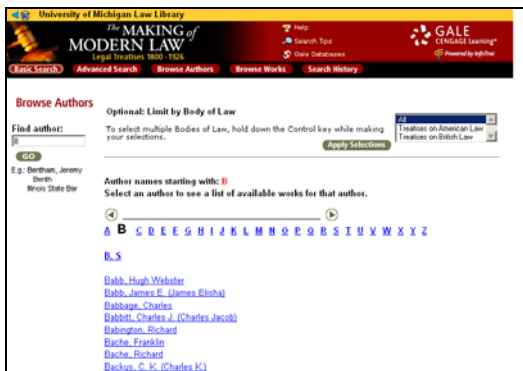 University of Michigan Law Library
The MAKING of
MODERN LAW
Legal Treatises 1800-1926
Help
Search Tips
Gale Databases
GALE
CENGAGE Learning
Powered by InfoTrac
Basic Search
Advanced Search
Browse Authors
Browse Works
Search History
Browse Authors
Find author:
B
GO
E.g.: Bentham, Jeremy
Benth
Illinois State Bar
Optional: Limit by Body of Law
To select multiple Bodies of Law, hold down the Control key while making
your selections.
All
Treatises on American Law
Treatises on British Law
Apply Selections
Author names starting with: B
Select an author to see a list of available works for that author.
A B C D E F G H I J K L M N O P Q R S T U V W X Y Z
B. S
Babb, Hugh Webster
Babb, James E. (James Elisha)
Babbage, Charles
Babbitt, Charles J. (Charles Jacob)
Babington, Richard
Bache, Franklin
Bache, Richard
Backus, C. K. (Charles K.)